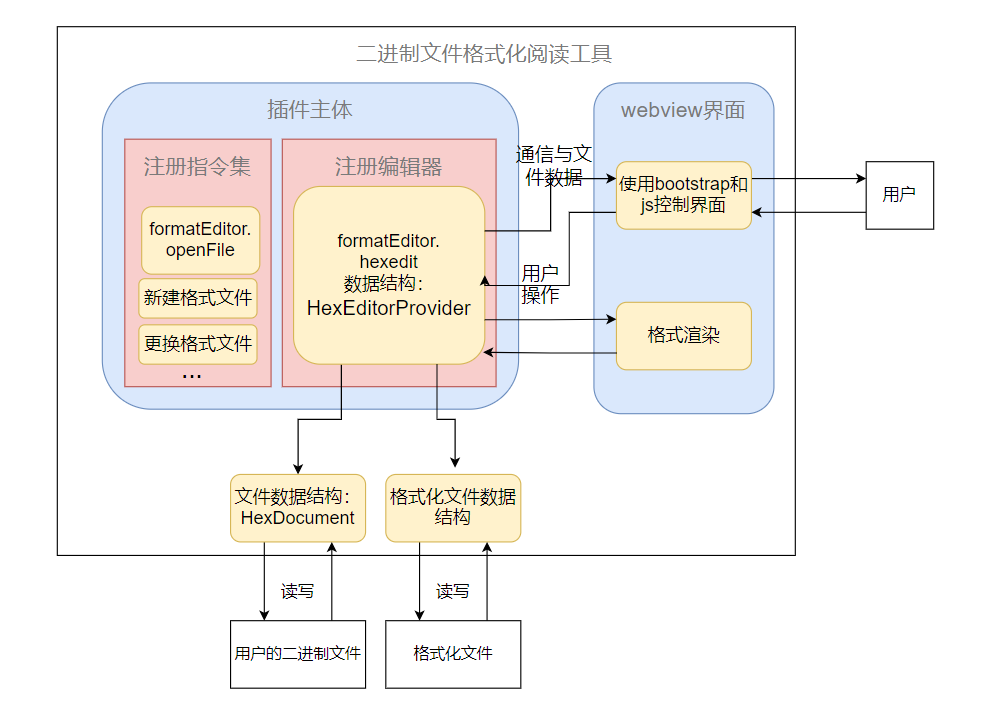 二进制文件格式化阅读工具
插件主体
webview界面
注册指令集
注册编辑器
formatEditor.
openFile
新建格式文件
更换格式文件
...
formatEditor.
hexedit
数据结构：
HexEditorProvider
通信与文
件数据
用户
操作
使用bootstrap和
js控制界面
用户
格式渲染
文件数据结构：
HexDocument
格式化文件数据
结构
读写
读写
用户的二进制文件
格式化文件